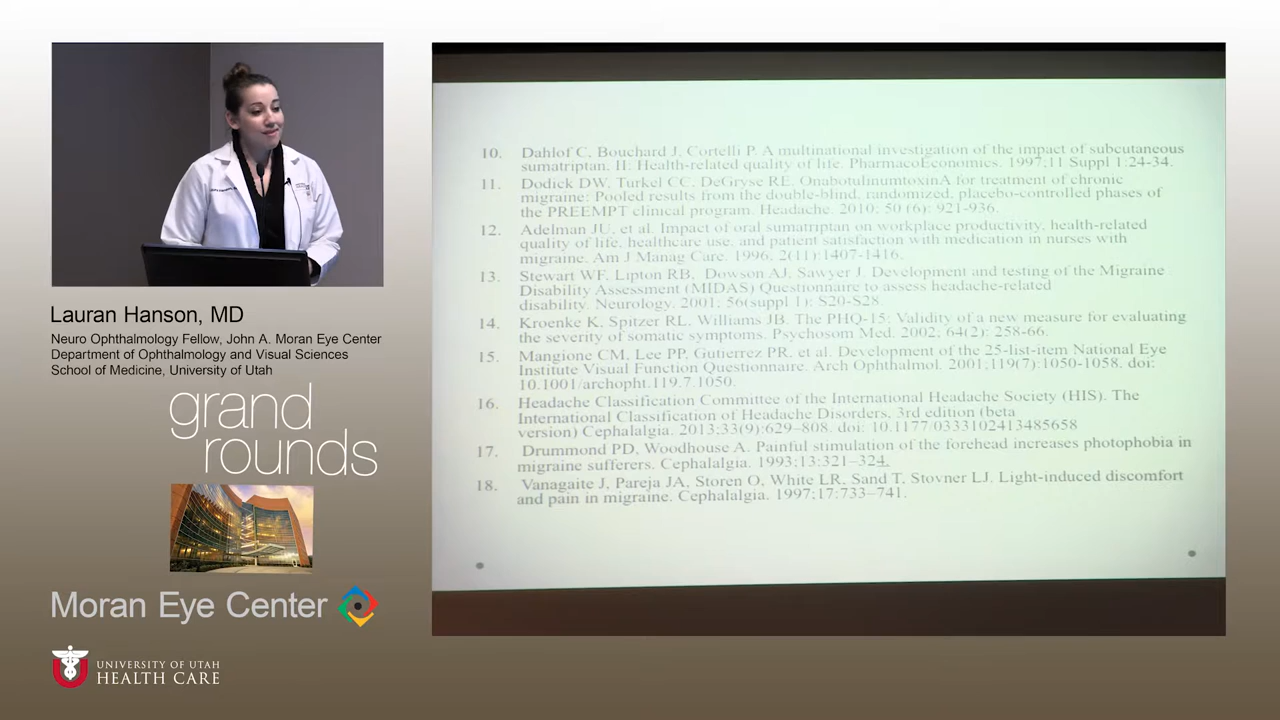 Lauran Hanson, MD
Neuro Ophthalmology Fellow, John A. Moran Eye Center
Department of Ophthalmology and Visual Sciences
School of Medicine, University of Utah
grand
rounds
Moran Eye Center
UNIVERSITY OF UTAH
HEALTH CARE
10. Dahlof C, Bouchard J, Cortelli P. A multinational investigation of the impact of subcutaneous
sumatriptan. II: Health-related quality of life. PharmacoEconomics. 1997;11 Suppl 1:24-34.
11. Dodick DW, Turkel CC, DeGryse RE. OnabotulinumtoxinA for treatment of chronic
migraine: Pooled results from the double-blind, randomized, placebo-controlled phases of
the PREEMPT clinical program. Headache. 2010; 50 (6): 921-936.
12. Adelman JU, et al. Impact of oral sumatriptan on workplace productivity, health-related
quality of life, healthcare use, and patient satisfaction with medication in nurses with
migraine. Am J Manag Care. 1996; 2(11):1407-1416.
13. Stewart WF, Lipton RB, Dowson AJ, Sawyer J. Development and testing of the Migraine
Disability Assessment (MIDAS) Questionnaire to assess headache-related
disability. Neurology. 2001; 56(suppl 1): S20-S28.
14. Kroenke K, Spitzer RL, Williams JB. The PHQ-15: Validity of a new measure for evaluating
the severity of somatic symptoms. Psychosom Med. 2002; 64(2): 258-66.
15. Mangione CM, Lee PP, Gutierrez PR, et al. Development of the 25-list-item National Eye
Institute Visual Function Questionnaire. Arch Ophthalmol. 2001;119(7):1050-1058. doi:
10.1001/archopht.119.7.1050.
16. Headache Classification Committee of the International Headache Society (HIS). The
International Classification of Headache Disorders, 3rd edition (beta
version) Cephalalgia. 2013;33(9):629–808. doi: 10.1177/0333102413485658
17. Drummond PD, Woodhouse A. Painful stimulation of the forehead increases photophobia in
migraine sufferers. Cephalalgia. 1993;13:321–324.
18. Vanagaite J, Pareja JA, Storen O, White LR, Sand T, Stovner LJ. Light-induced discomfort
and pain in migraine. Cephalalgia. 1997;17:733–741.